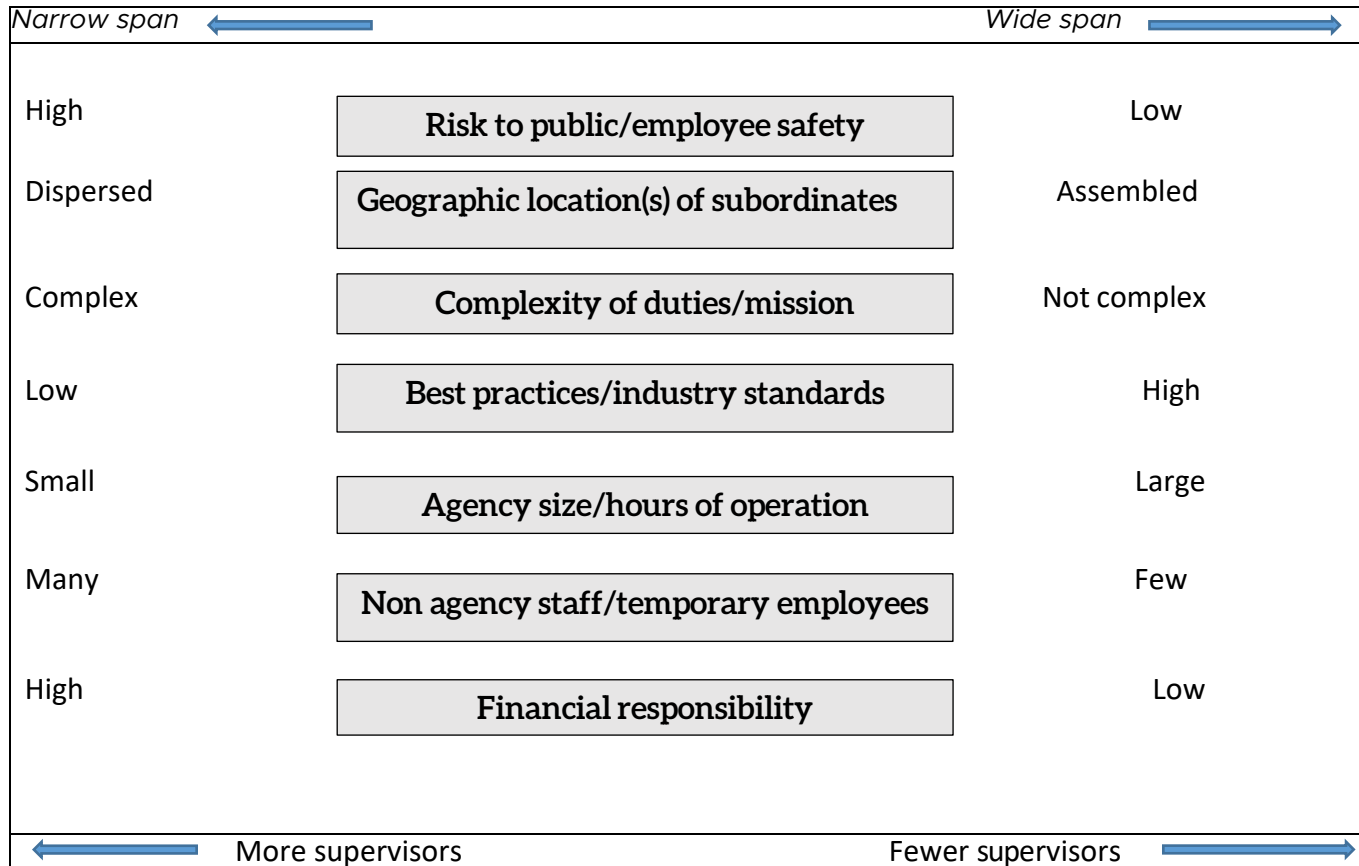 Narrow span Wide span
High Risk to public/employee safety Low
Dispersed Geographic location(s) of subordinates Assembled
Complex Complexity of duties/mission Not complex
Low Best practices/industry standards High
Small Agency size/hours of operation Large
Many Non agency staff/temporary employees Few
High Financial responsibility Low
More supervisors Fewer supervisors